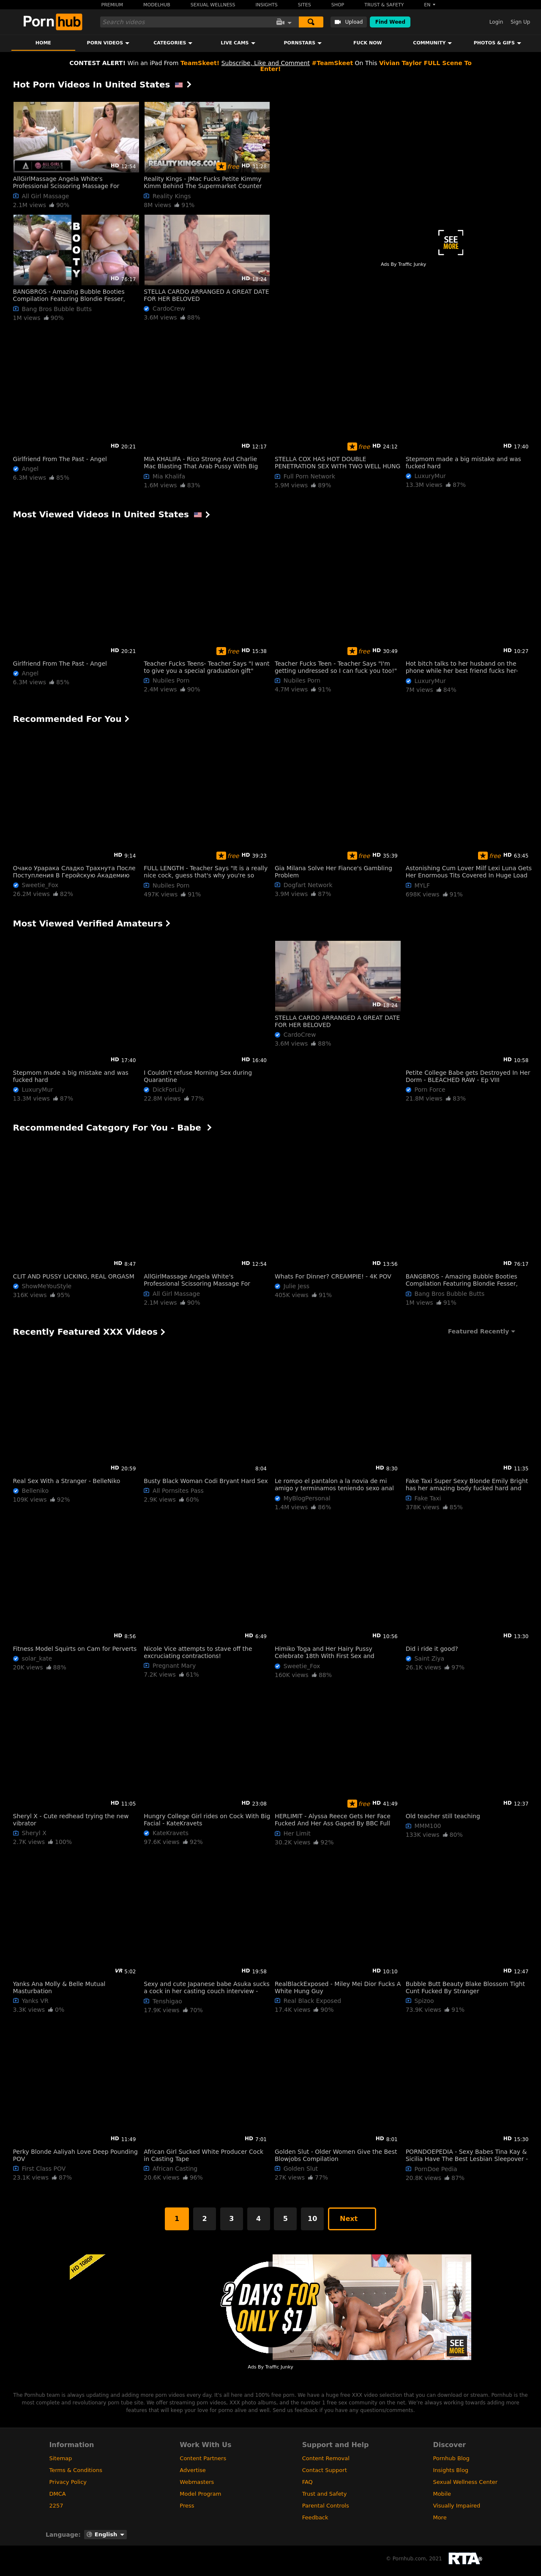 PREMIUM MODELHUB SEXUAL WELLNESS INSIGHTS SITES SHOP TRUST & SAFETY EN
Pornhub Search videos Upload Find Weed Login Sign Up
HOME PORN VIDEOS CATEGORIES LIVE CAMS PORNSTARS FUCK NOW COMMUNITY PHOTOS & GIFS
CONTEST ALERT! Win an iPad From TeamSkeet! Subscribe, Like and Comment #TeamSkeet On This Vivian Taylor FULL Scene To
Enter!
Hot Porn Videos In United States
HD 12:54
REALITYKINGS.COM free HD 31:28
AllGirlMassage Angela White's
Professional Scissoring Massage For
All Girl Massage
2.1M views 90%
Reality Kings - JMac Fucks Petite Kimmy
Kimm Behind The Supermarket Counter
Reality Kings
8M views 91%
BOOTY
HD 76:17
HD 18:24
SEE MORE
Ads By Traffic Junky
BANGBROS - Amazing Bubble Booties
Compilation Featuring Blondie Fesser,
Bang Bros Bubble Butts
1M views 90%
STELLA CARDO ARRANGED A GREAT DATE
FOR HER BELOVED
CardoCrew
3.6M views 88%
HD 20:21
HD 12:17
free HD 24:12
HD 17:40
Girlfriend From The Past - Angel
Angel
6.3M views 85%
MIA KHALIFA - Rico Strong And Charlie
Mac Blasting That Arab Pussy With Big
Mia Khalifa
1.6M views 83%
STELLA COX HAS HOT DOUBLE
PENETRATION SEX WITH TWO WELL HUNG
Full Porn Network
5.9M views 89%
Stepmom made a big mistake and was
fucked hard
LuxuryMur
13.3M views 87%
Most Viewed Videos In United States
HD 20:21
free HD 15:38
free HD 30:49
HD 10:27
Girlfriend From The Past - Angel
Angel
6.3M views 85%
Teacher Fucks Teens- Teacher Says "I want
to give you a special graduation gift"
Nubiles Porn
2.4M views 90%
Teacher Fucks Teen - Teacher Says "I'm
getting undressed so I can fuck you too!"
Nubiles Porn
4.7M views 91%
Hot bitch talks to her husband on the
phone while her best friend fucks her-
LuxuryMur
7M views 84%
Recommended For You
HD 9:14
free HD 39:23
free HD 35:39
free HD 63:45
Очако Урарака Сладко Трахнута После
Поступления В Геройскую Академию
Sweetie_Fox
26.2M views 82%
FULL LENGTH - Teacher Says "It is a really
nice cock, guess that's why you're so
Nubiles Porn
497K views 91%
Gia Milana Solve Her Fiance's Gambling
Problem
Dogfart Network
3.9M views 87%
Astonishing Cum Lover Milf Lexi Luna Gets
Her Enormous Tits Covered In Huge Load
MYLF
698K views 91%
Most Viewed Verified Amateurs
HD 17:40
HD 16:40
HD 18:24
HD 10:58
Stepmom made a big mistake and was
fucked hard
LuxuryMur
13.3M views 87%
I Couldn't refuse Morning Sex during
Quarantine
DickForLily
22.8M views 77%
STELLA CARDO ARRANGED A GREAT DATE
FOR HER BELOVED
CardoCrew
3.6M views 88%
Petite College Babe gets Destroyed In Her
Dorm - BLEACHED RAW - Ep VIII
Porn Force
21.8M views 83%
Recommended Category For You - Babe
HD 8:47
HD 12:54
HD 13:56
HD 76:17
CLIT AND PUSSY LICKING, REAL ORGASM
ShowMeYouStyle
316K views 95%
AllGirlMassage Angela White's
Professional Scissoring Massage For
All Girl Massage
2.1M views 90%
Whats For Dinner? CREAMPIE! - 4K POV
Julie Jess
405K views 91%
BANGBROS - Amazing Bubble Booties
Compilation Featuring Blondie Fesser,
Bang Bros Bubble Butts
1M views 91%
Recently Featured XXX Videos
Featured Recently
HD 20:59
8:04
HD 8:30
HD 11:35
Real Sex With a Stranger - BelleNiko
Belleniko
109K views 92%
Busty Black Woman Codi Bryant Hard Sex
All Pornsites Pass
2.9K views 60%
Le rompo el pantalon a la novia de mi
amigo y terminamos teniendo sexo anal
MyBlogPersonal
1.4M views 86%
Fake Taxi Super Sexy Blonde Emily Bright
has her amazing body fucked hard and
Fake Taxi
378K views 85%
HD 8:56
HD 6:49
HD 10:56
HD 13:30
Fitness Model Squirts on Cam for Perverts
solar_kate
20K views 88%
Nicole Vice attempts to stave off the
excruciating contractions!
Pregnant Mary
7.2K views 61%
Himiko Toga and Her Hairy Pussy
Celebrate 18th With First Sex and
Sweetie_Fox
160K views 88%
Did i ride it good?
Saint Ziya
26.1K views 97%
HD 11:05
HD 23:08
free HD 41:49
HD 12:37
Sheryl X - Cute redhead trying the new
vibrator
Sheryl X
2.7K views 100%
Hungry College Girl rides on Cock With Big
Facial - KateKravets
KateKravets
97.6K views 92%
HERLIMIT - Alyssa Reece Gets Her Face
Fucked And Her Ass Gaped By BBC Full
Her Limit
30.2K views 92%
Old teacher still teaching
MMM100
133K views 80%
VR 5:02
HD 19:58
HD 10:10
HD 12:47
Yanks Ana Molly & Belle Mutual
Masturbation
Yanks VR
3.3K views 0%
Sexy and cute Japanese babe Asuka sucks
a cock in her casting couch interview -
Tenshigao
17.9K views 70%
RealBlackExposed - Miley Mei Dior Fucks A
White Hung Guy
Real Black Exposed
17.4K views 90%
Bubble Butt Beauty Blake Blossom Tight
Cunt Fucked By Stranger
Spizoo
73.9K views 91%
HD 11:49
HD 7:01
HD 8:01
HD 15:30
Perky Blonde Aaliyah Love Deep Pounding
POV
First Class POV
23.1K views 87%
African Girl Sucked White Producer Cock
in Casting Tape
African Casting
20.6K views 96%
Golden Slut - Older Women Give the Best
Blowjobs Compilation
Golden Slut
27K views 77%
PORNDOEPEDIA - Sexy Babes Tina Kay &
Sicilia Have The Best Lesbian Sleepover -
PornDoe Pedia
20.8K views 87%
1 2 3 4 5 10 Next
HD 1080P
2 DAYS FOR
ONLY $1
SEE MORE
Ads By Traffic Junky
The Pornhub team is always updating and adding more porn videos every day. It's all here and 100% free porn. We have a huge free XXX video selection that you can download or stream. Pornhub is the
most complete and revolutionary porn tube site. We offer streaming porn videos, XXX photo albums, and the number 1 free sex community on the net. We're always working towards adding more
features that will keep your love for porno alive and well. Send us feedback if you have any questions/comments.
Information Work With Us Support and Help Discover
Sitemap Content Partners Content Removal Pornhub Blog
Terms & Conditions Advertise Contact Support Insights Blog
Privacy Policy Webmasters FAQ Sexual Wellness Center
DMCA Model Program Trust and Safety Mobile
2257 Press Parental Controls Visually Impaired
Feedback More
Language: English
© Pornhub.com, 2021 RTA®